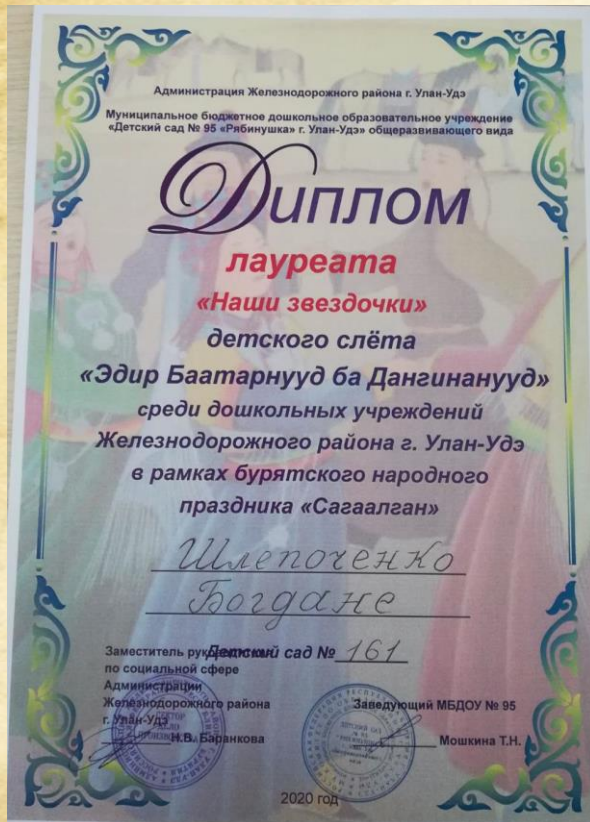 Администрация Железнодорожного района г. Улан-Удэ
Муниципальное бюджетное дошкольное образовательное учреждение
«Детский сад № 95 «Рябинушка» г. Улан-Удэ» общеразвивающего вида
Диплом
лауреата
«Наши звездочки»
детского слёта
«Эдир Баатарнууд ба Дангинанууд»
среди дошкольных учреждений
Железнодорожного района г. Улан-Удэ
в рамках бурятского народного
праздника «Сагаалган»
Шлепоченко
Богдане
Детский сад № 161
Заместитель
по социальной сфере
Администрации
Железнодорожного района
г. Улан-Удэ
Н.В. Баранкова
Заведующий МБДОУ № 95
Мошкина Т.Н.
2020 год